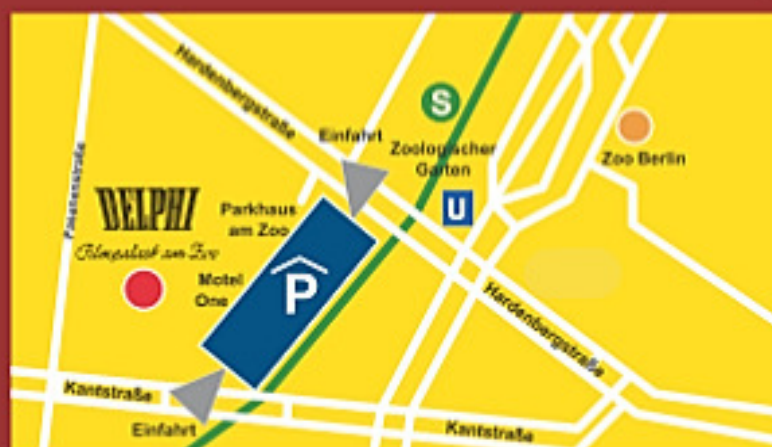 Hardenbergstraße
S
Einfahrt
Zoologischer
Garten
Zoo Berlin
Fasanenstraße
DELPHI
Filmpalast am Zoo
Parkhaus
am Zoo
U
Motel
One
P
Hardenbergstraße
Kantstraße
Einfahrt
Kantstraße